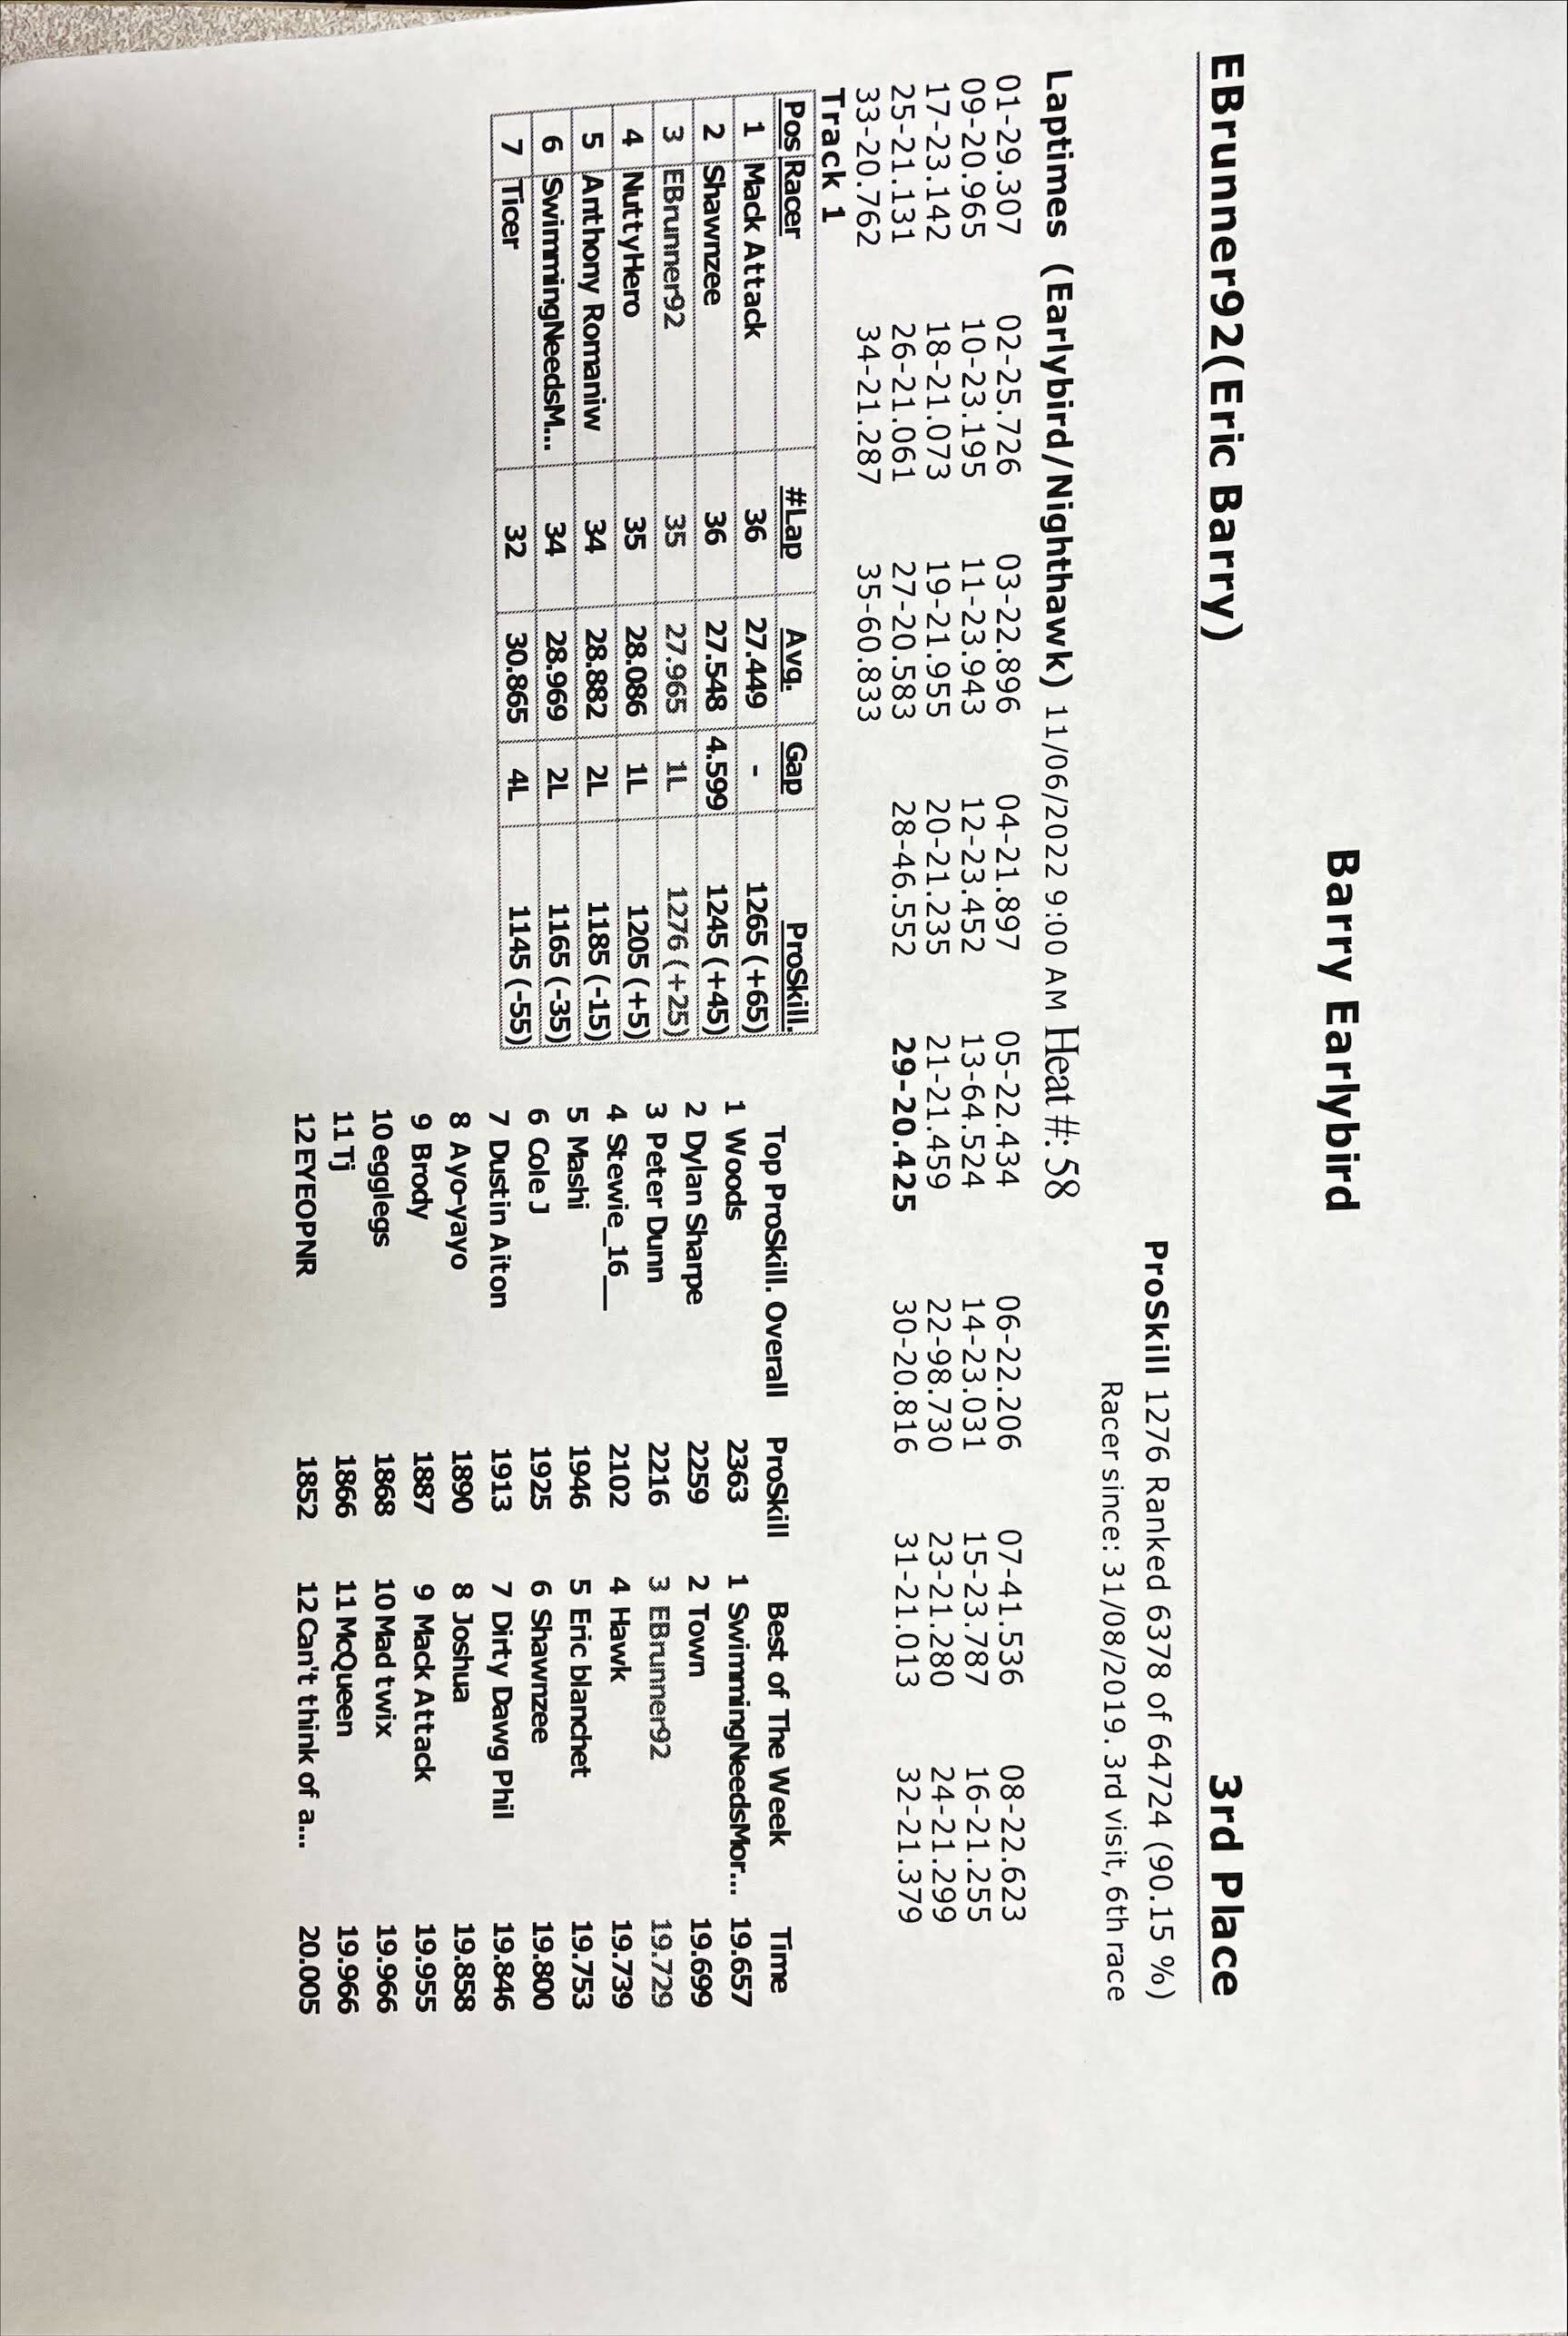 Barry Earlybird
EBrunner92(Eric Barry) 3rd Place
ProSkill 1276 Ranked 6378 of 64724 (90.15 %)
Racer since: 31/08/2019. 3rd visit, 6th race
Laptimes (Earlybird/Nighthawk) 11/06/2022 9:00 AM Heat #: 58
01-29.307 02-25.726 03-22.896 04-21.897 05-22.434 06-22.206 07-41.536 08-22.623
09-20.965 10-23.195 11-23.943 12-23.452 13-64.524 14-23.031 15-23.787 16-21.255
17-23.142 18-21.073 19-21.955 20-21.235 21-21.459 22-98.730 23-21.280 24-21.299
25-21.131 26-21.061 27-20.583 28-46.552 29-20.425 30-20.816 31-21.013 32-21.379
33-20.762 34-21.287 35-60.833
Track 1
Pos Racer #Lap Avg. Gap ProSkill.
1 Mack Attack 36 27.449 - 1265 (+65)
2 Shawnzee 36 27.548 4.599 1245 (+45)
3 EBrunner92 35 27.965 1L 1276 (+25)
4 NuttyHero 35 28.086 1L 1205 (+5)
5 Anthony Romaniw 34 28.882 2L 1185 (-15)
6 SwimmingNeedsM... 34 28.969 2L 1165 (-35)
7 Ticer 32 30.865 4L 1145 (-55)
Top ProSkill. Overall ProSkill
1 Woods 2363
2 Dylan Sharpe 2259
3 Peter Dunn 2216
4 Stewie_16__ 2102
5 Mashi 1946
6 Cole J 1925
7 Dustin Aiton 1913
8 Ayo-yayo 1890
9 Brody 1887
10 egglegs 1868
11 Tj 1866
12 EYEOPNR 1852
Best of The Week Time
1 SwimmingNeedsMor... 19.657
2 Town 19.699
3 EBrunner92 19.729
4 Hawk 19.739
5 Eric blanchet 19.753
6 Shawnzee 19.800
7 Dirty Dawg Phil 19.846
8 Joshua 19.858
9 Mack Attack 19.955
10 Mad twix 19.966
11 McQueen 19.966
12 Can't think of a... 20.005